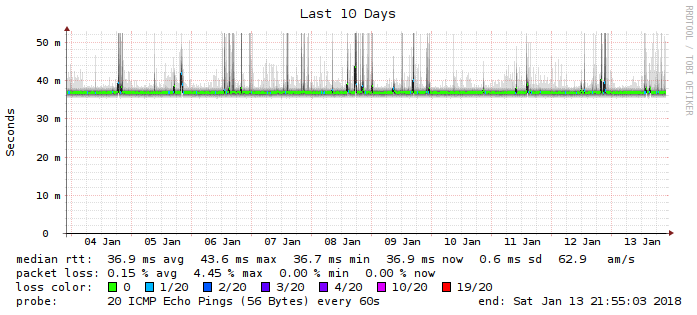 Last 10 Days
RRDTOOL / TOBI OETIKER
Seconds
50 m
40 m
30 m
20 m
10 m
0
04 Jan 05 Jan 06 Jan 07 Jan 08 Jan 09 Jan 10 Jan 11 Jan 12 Jan 13 Jan
median rtt: 36.9 ms avg 43.6 ms max 36.7 ms min 36.9 ms now 0.6 ms sd 62.9 am/s
packet loss: 0.15 % avg 4.45 % max 0.00 % min 0.00 % now
loss color: 0 1/20 2/20 3/20 4/20 10/20 19/20
probe: 20 ICMP Echo Pings (56 Bytes) every 60s end: Sat Jan 13 21:55:03 2018